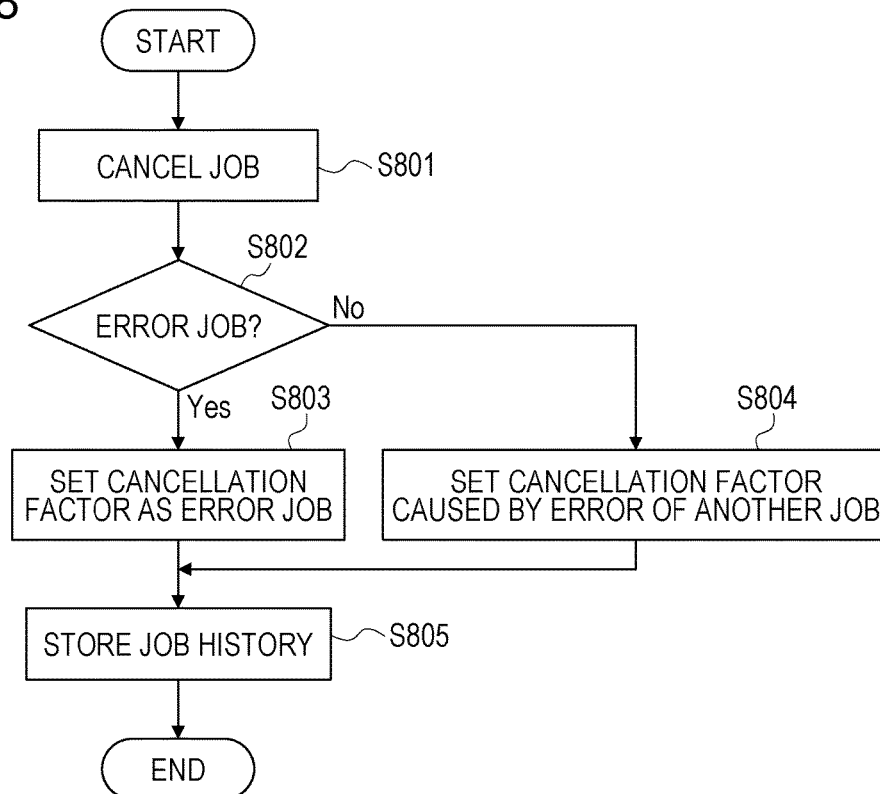 START
CANCEL JOB
S801
S802
ERROR JOB?
No
Yes
S803
S804
SET CANCELLATION
FACTOR AS ERROR JOB
SET CANCELLATION FACTOR
CAUSED BY ERROR OF ANOTHER JOB
STORE JOB HISTORY
S805
END